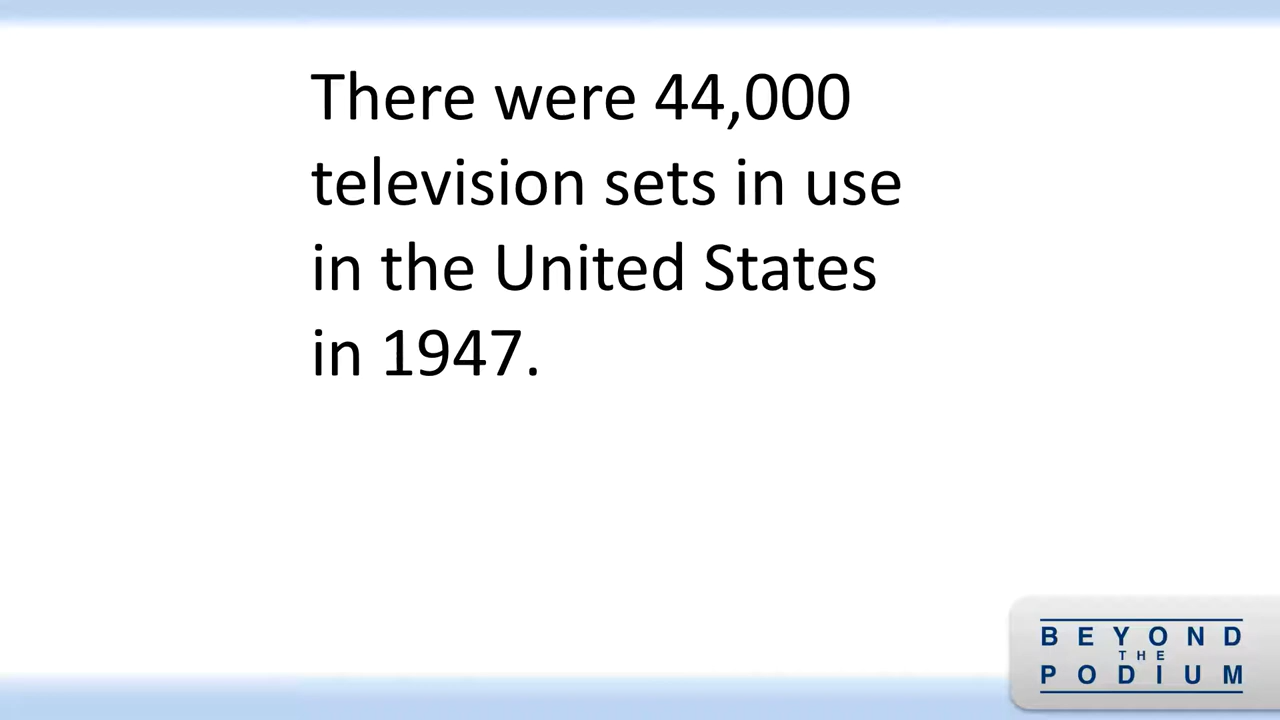 There were 44,000
television sets in use
in the United States
in 1947.
BEYOND
THE
PODIUM